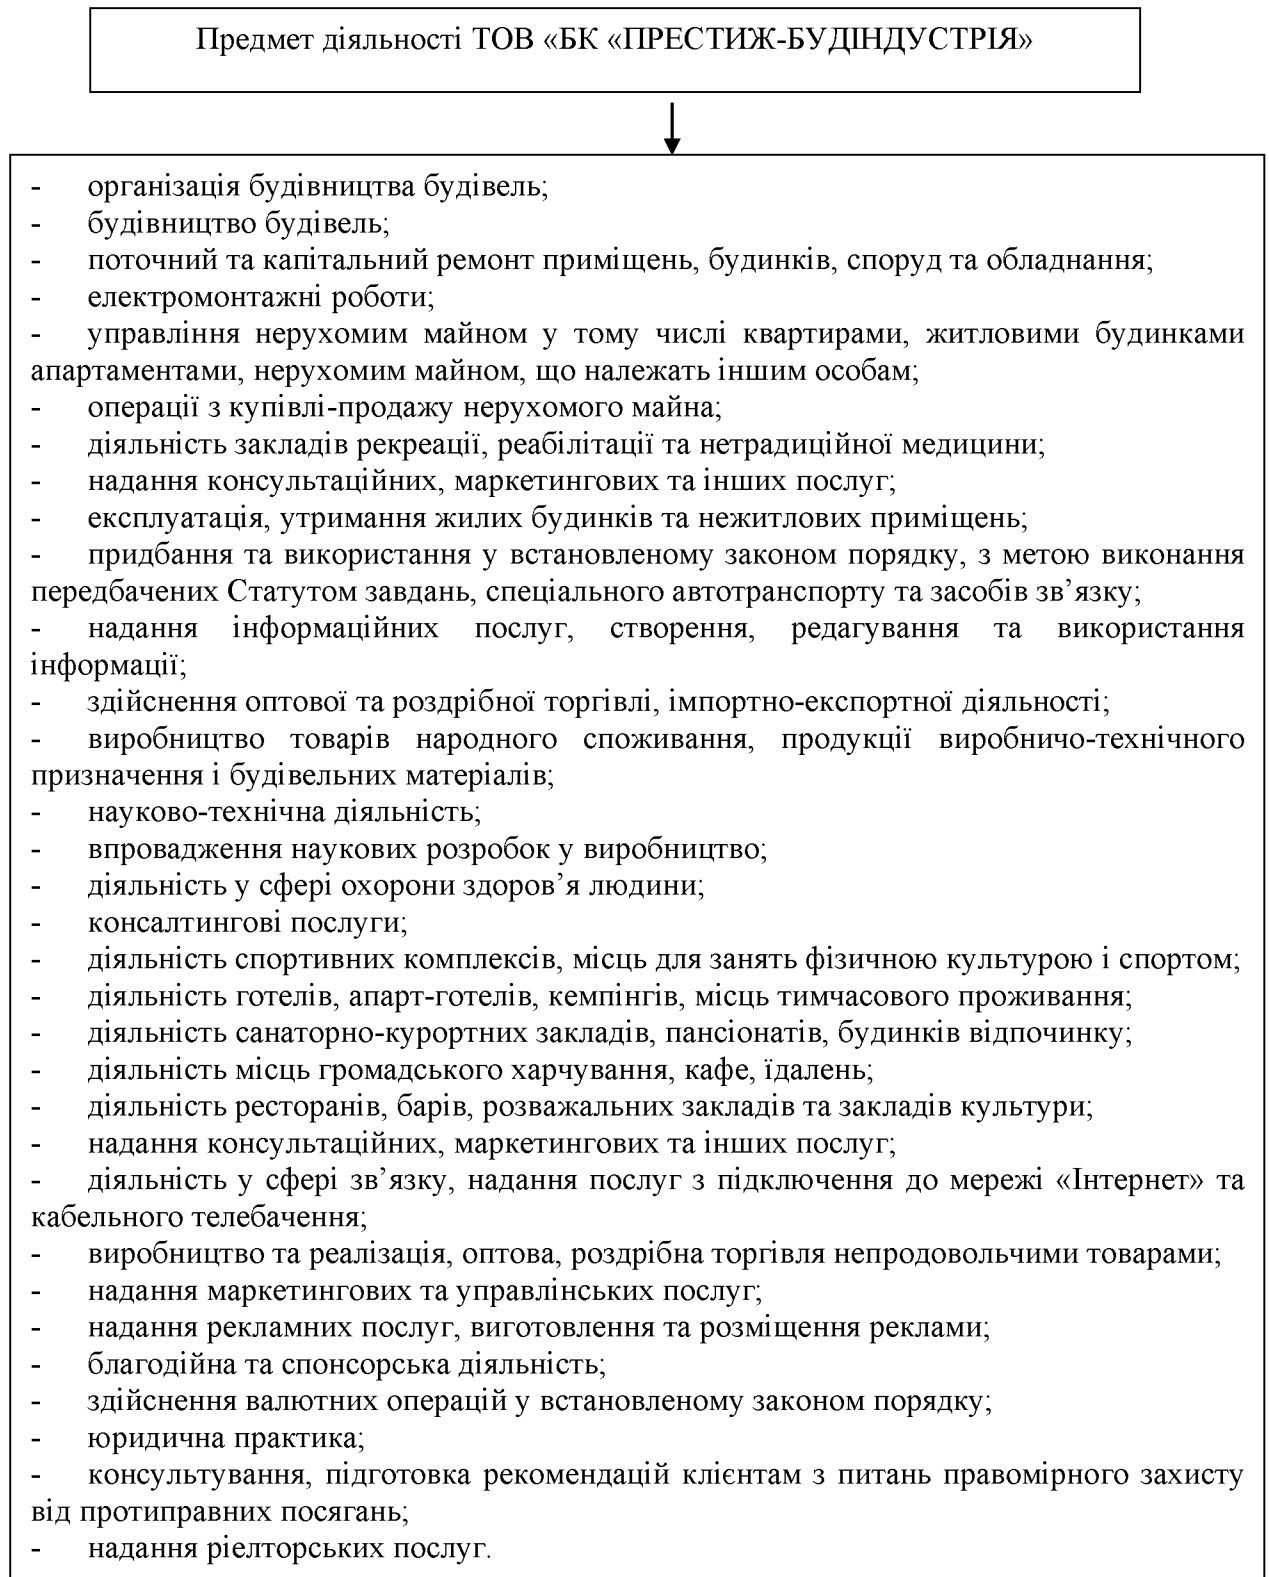 Предмет діяльності ТОВ «БК «ПРЕСТИЖ-БУДІНДУСТРІЯ»
- організація будівництва будівель;
- будівництво будівель;
- поточний та капітальний ремонт приміщень, будинків, споруд та обладнання;
- електромонтажні роботи;
- управління нерухомим майном у тому числі квартирами, житловими будинками
апартаментами, нерухомим майном, що належать іншим особам;
- операції з купівлі-продажу нерухомого майна;
- діяльність закладів рекреації, реабілітації та нетрадиційної медицини;
- надання консультаційних, маркетингових та інших послуг;
- експлуатація, утримання жилих будинків та нежитлових приміщень;
- придбання та використання у встановленому законом порядку, з метою виконання
передбачених Статутом завдань, спеціального автотранспорту та засобів зв’язку;
- надання інформаційних послуг, створення, редагування та використання
інформації;
- здійснення оптової та роздрібної торгівлі, імпортно-експортної діяльності;
- виробництво товарів народного споживання, продукції виробничо-технічного
призначення і будівельних матеріалів;
- науково-технічна діяльність;
- впровадження наукових розробок у виробництво;
- діяльність у сфері охорони здоров’я людини;
- консалтингові послуги;
- діяльність спортивних комплексів, місць для занять фізичною культурою і спортом;
- діяльність готелів, апарт-готелів, кемпінгів, місць тимчасового проживання;
- діяльність санаторно-курортних закладів, пансіонатів, будинків відпочинку;
- діяльність місць громадського харчування, кафе, їдалень;
- діяльність ресторанів, барів, розважальних закладів та закладів культури;
- надання консультаційних, маркетингових та інших послуг;
- діяльність у сфері зв’язку, надання послуг з підключення до мережі «Інтернет» та
кабельного телебачення;
- виробництво та реалізація, оптова, роздрібна торгівля непродовольчими товарами;
- надання маркетингових та управлінських послуг;
- надання рекламних послуг, виготовлення та розміщення реклами;
- благодійна та спонсорська діяльність;
- здійснення валютних операцій у встановленому законом порядку;
- юридична практика;
- консультування, підготовка рекомендацій клієнтам з питань правомірного захисту
від протиправних посягань;
- надання ріелторських послуг.